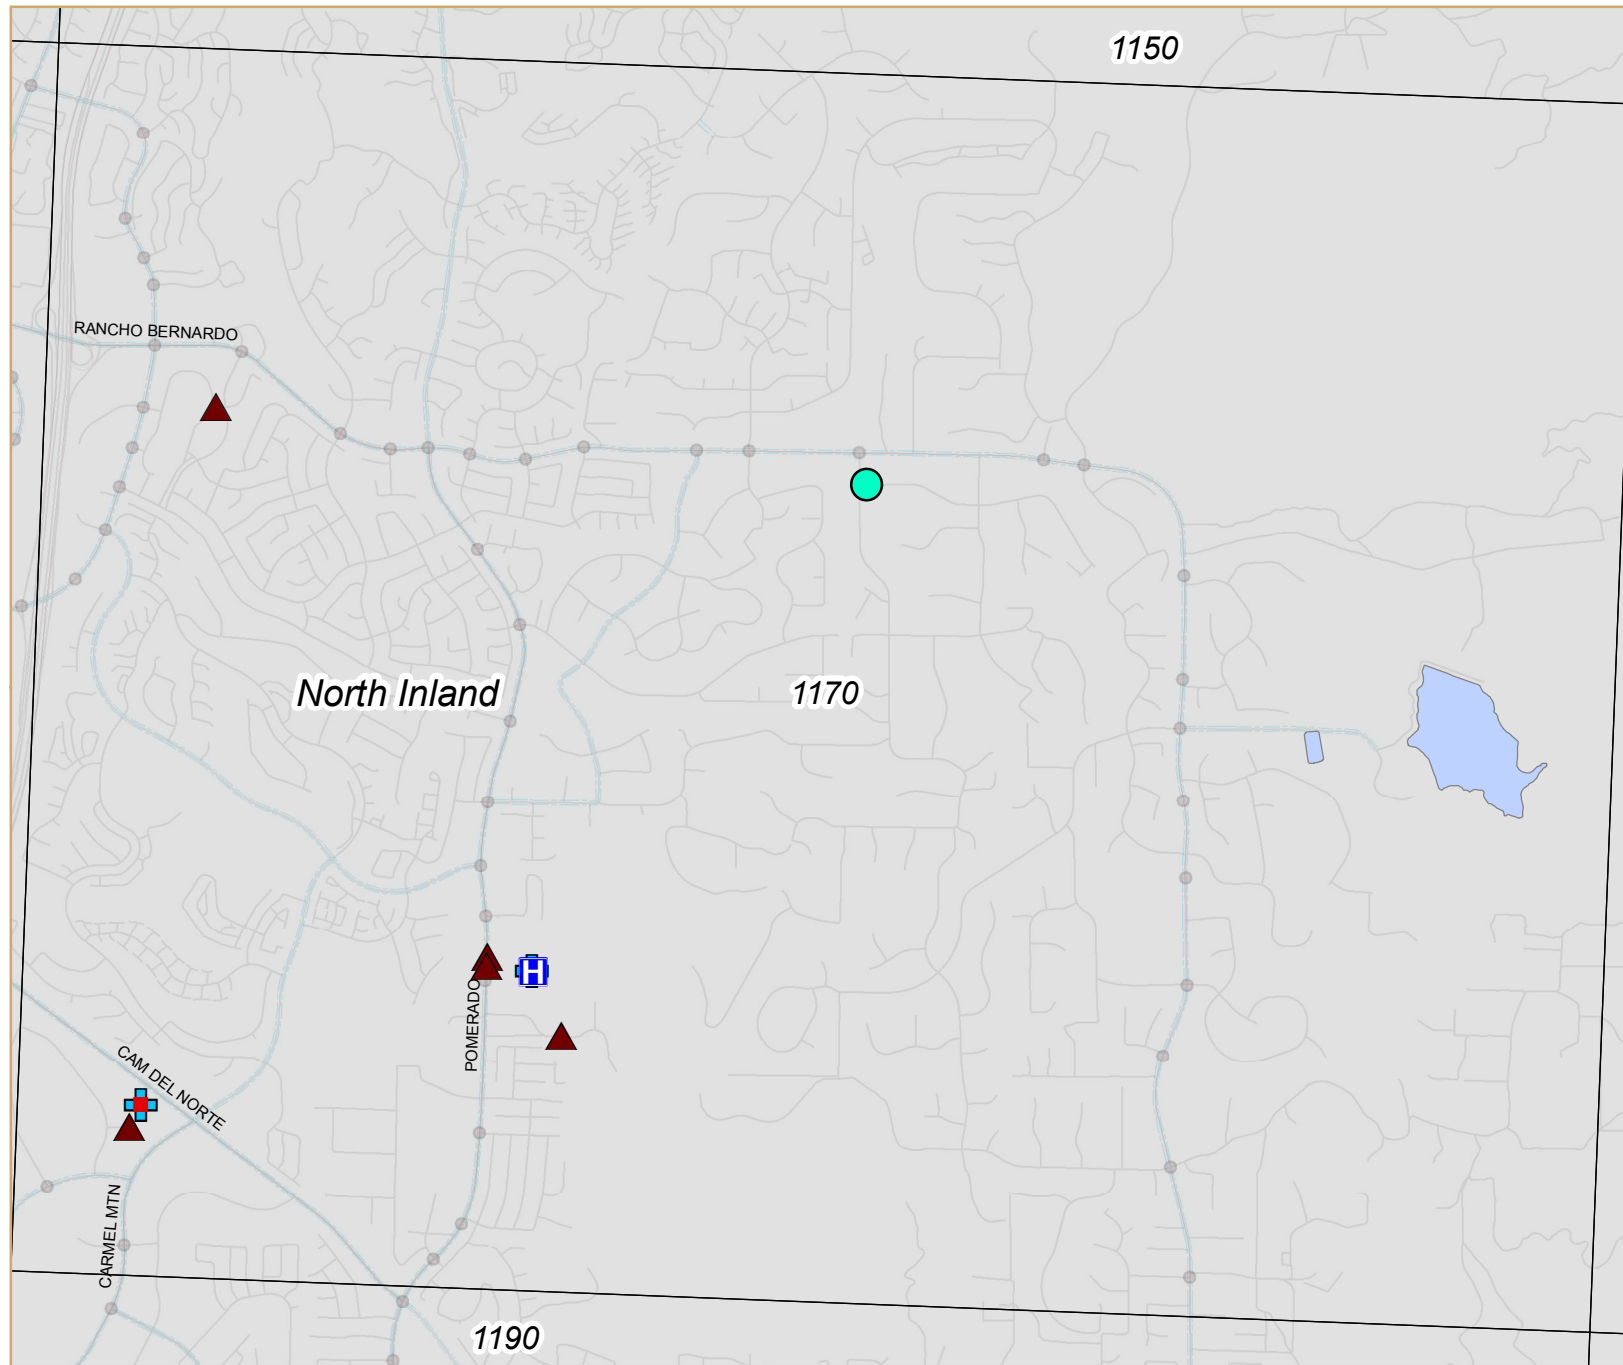 1150
RANCHO BERNARDO
North Inland
1170
H
POMERADO
CAM DEL NORTE
CARMEL MTN
1190